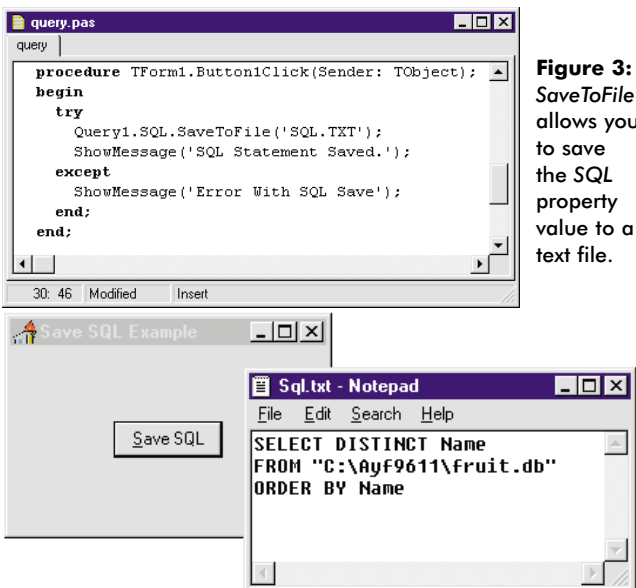 query.pas
query
procedure TForm1.Button1Click(Sender: TObject);
begin
try
Query1.SQL.SaveToFile('SQL.TXT');
ShowMessage('SQL Statement Saved.');
except
ShowMessage('Error With SQL Save');
end;
end;
30: 46 Modified Insert
Figure 3:
SaveToFile
allows you
to save
the SQL
property
value to a
text file.
Save SQL Example
Save SQL
Sql.txt - Notepad
File Edit Search Help
SELECT DISTINCT Name
FROM "C:\Ayf9611\fruit.db"
ORDER BY Name